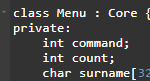 class Menu : Core {
private:
    int command;
    int count;
    char surname[32